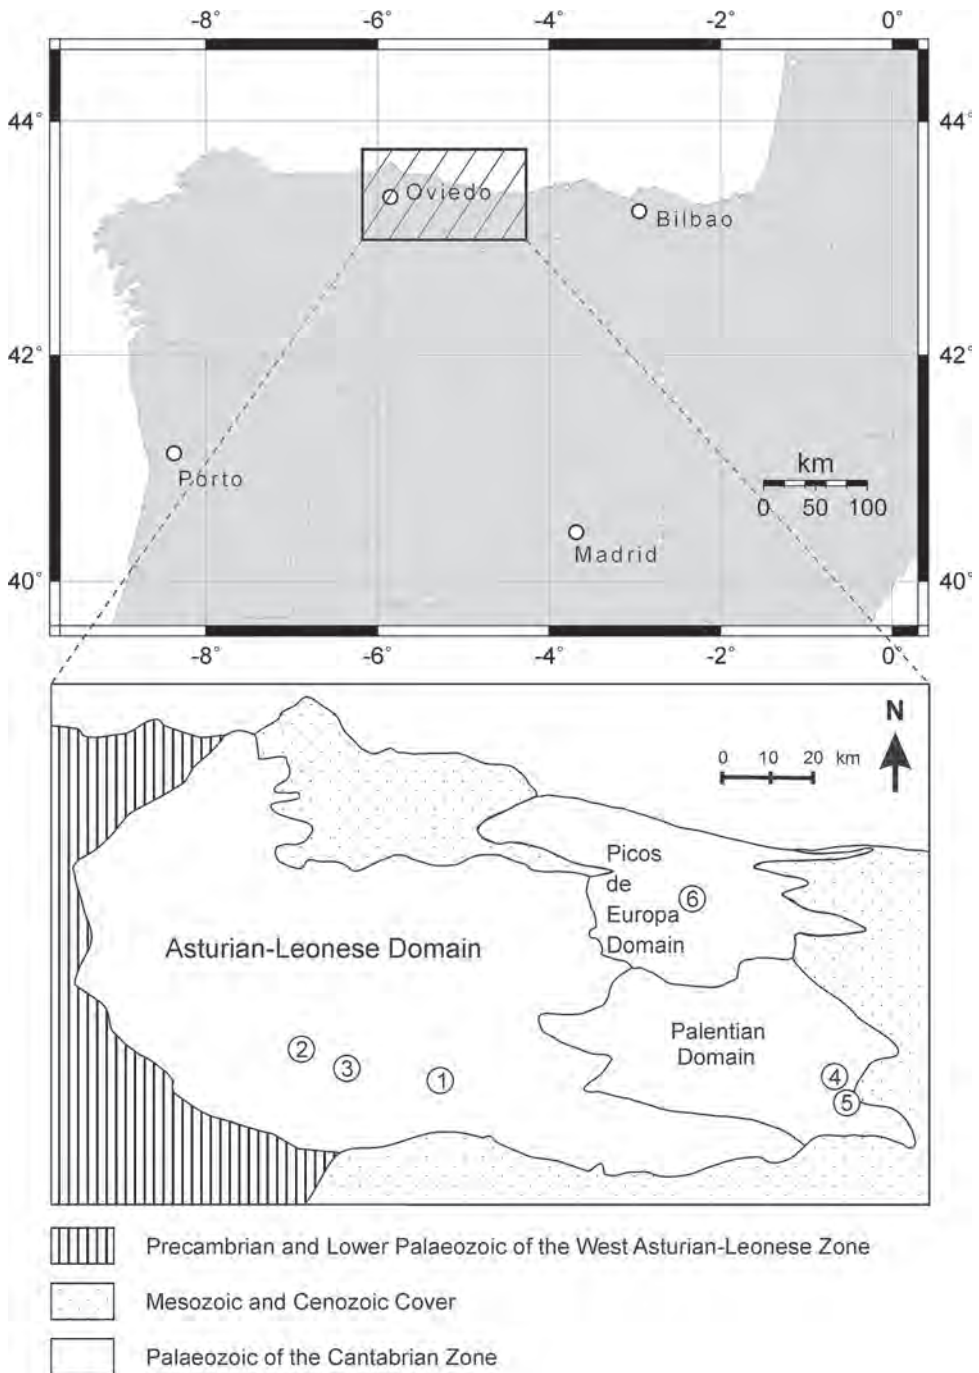 -8° -6° -4° -2° 0°
44° 44°
Oviedo
Bilbao
42° 42°
Porto
km
0 50 100
Madrid
40° 40°
-8° -6° -4° -2° 0°
N
0 10 20 km
Picos
de
Europa
Domain
6
Asturian-Leonese Domain
Palentian
Domain
2
3
1
4
5
Precambrian and Lower Palaeozoic of the West Asturian-Leonese Zone
Mesozoic and Cenozoic Cover
Palaeozoic of the Cantabrian Zone